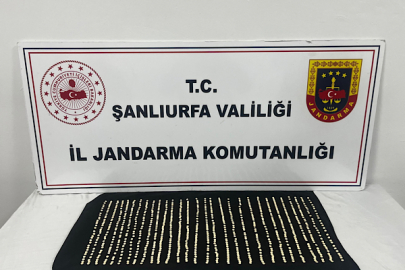 T.C.
ŞANLIURFA VALİLİĞİ
İL JANDARMA KOMUTANLIĞI
JANDARMA